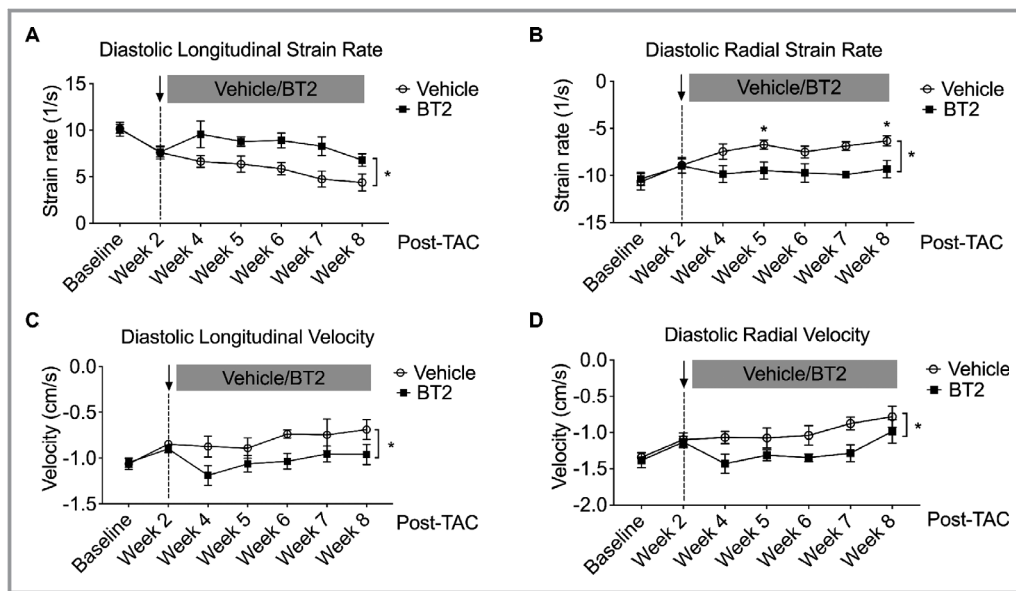 A
Diastolic Longitudinal Strain Rate
Vehicle/BT2
Vehicle
BT2
Strain rate (1/s)
15
10
5
0
*
Baseline
Week 2
Week 4
Week 5
Week 6
Week 7
Week 8
Post-TAC
B
Diastolic Radial Strain Rate
Vehicle/BT2
Vehicle
BT2
Strain rate (1/s)
0
-5
-10
-15
*
*
*
Baseline
Week 2
Week 4
Week 5
Week 6
Week 7
Week 8
Post-TAC
C
Diastolic Longitudinal Velocity
Vehicle/BT2
Vehicle
BT2
Velocity (cm/s)
0.0
-0.5
-1.0
-1.5
*
Baseline
Week 2
Week 4
Week 5
Week 6
Week 7
Week 8
Post-TAC
D
Diastolic Radial Velocity
Vehicle/BT2
Vehicle
BT2
Velocity (cm/s)
0.0
-0.5
-1.0
-1.5
-2.0
*
Baseline
Week 2
Week 4
Week 5
Week 6
Week 7
Week 8
Post-TAC